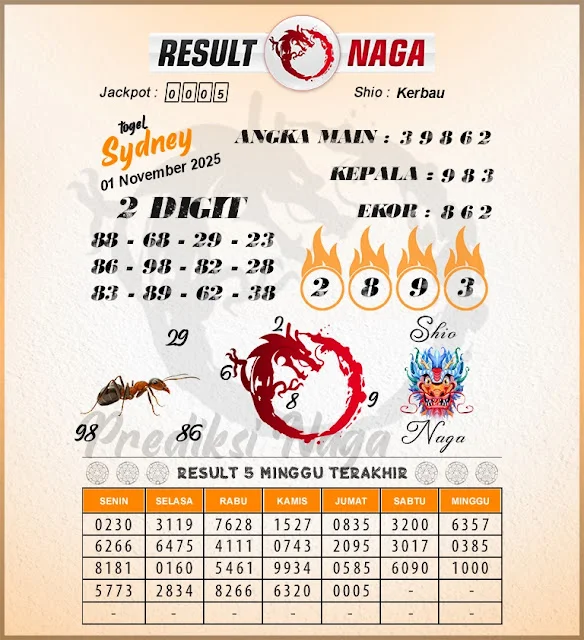 RESULT NAGA
Jackpot : 0005
Shio : Kerbau
togel
Sydney
01 November 2025
ANGKA MAIN : 3 9 8 6 2
KEPALA : 9 8 3
EKOR : 8 6 2
2 DIGIT
88 - 68 - 29 - 23
86 - 98 - 82 - 28
83 - 89 - 62 - 38
2 8 9 3
29
98
86
2
6
8
9
Shio
Naga
Prediksi Naga
RESULT 5 MINGGU TERAKHIR
SENIN SELASA RABU KAMIS JUMAT SABTU MINGGU
0230 3119 7628 1527 0835 3200 6357
6266 6475 4111 0743 2095 3017 0385
8181 0160 5461 9934 0585 6090 1000
5773 2834 8266 6320 0005 - -
- - - - - - -